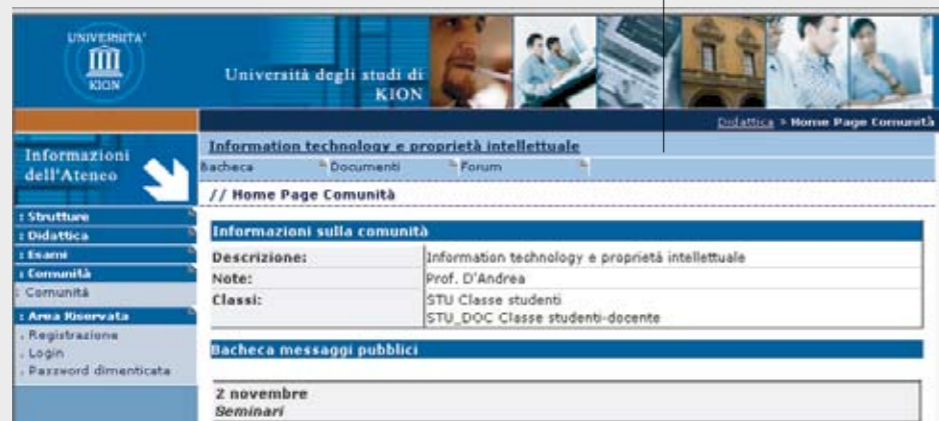 UNIVERSITA'
KION
Università degli studi di
KION
Didattica > Home Page Comunità
Informazioni
dell'Ateneo
Information technology e proprietà intellettuale
Bacheca Documenti Forum
// Home Page Comunità
: Strutture
: Didattica
: Esami
: Comunità
: Comunità
: Area Riservata
. Registrazione
. Login
. Password dimenticata
Informazioni sulla comunità
Descrizione: Information technology e proprietà intellettuale
Note: Prof. D'Andrea
Classi: STU Classe studenti
STU_DOC Classe studenti-docente
Bacheca messaggi pubblici
2 novembre
Seminari